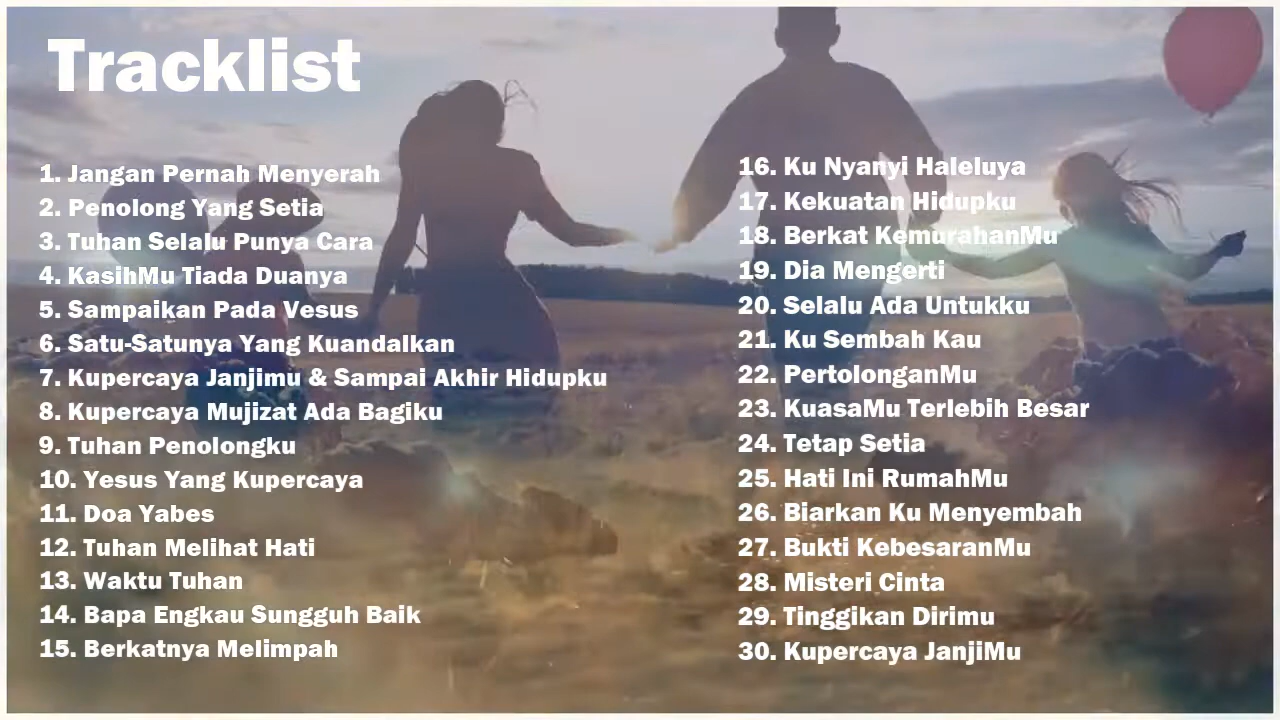 Tracklist
1. Jangan Pernah Menyerah
2. Penolong Yang Setia
3. Tuhan Selalu Punya Cara
4. KasihMu Tiada Duanya
5. Sampaikan Pada Vesus
6. Satu-Satunya Yang Kuandalkan
7. Kupercaya Janjimu & Sampai Akhir Hidupku
8. Kupercaya Mujizat Ada Bagiku
9. Tuhan Penolongku
10. Yesus Yang Kupercaya
11. Doa Yabes
12. Tuhan Melihat Hati
13. Waktu Tuhan
14. Bapa Engkau Sungguh Baik
15. Berkatnya Melimpah
16. Ku Nyanyi Haleluya
17. Kekuatan Hidupku
18. Berkat KemurahanMu
19. Dia Mengerti
20. Selalu Ada Untukku
21. Ku Sembah Kau
22. PertolonganMu
23. KuasaMu Terlebih Besar
24. Tetap Setia
25. Hati Ini RumahMu
26. Biarkan Ku Menyembah
27. Bukti KebesaranMu
28. Misteri Cinta
29. Tinggikan Dirimu
30. Kupercaya JanjiMu